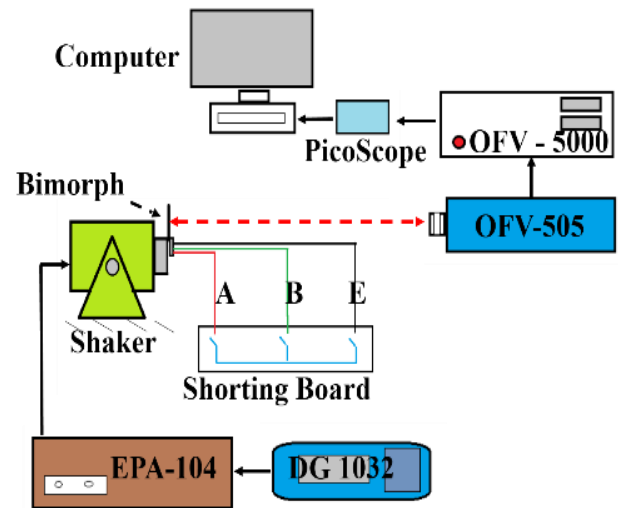 Computer
PicoScope
OFV - 5000
Bimorph
OFV-505
A B E
Shaker
Shorting Board
EPA-104
DG 1032